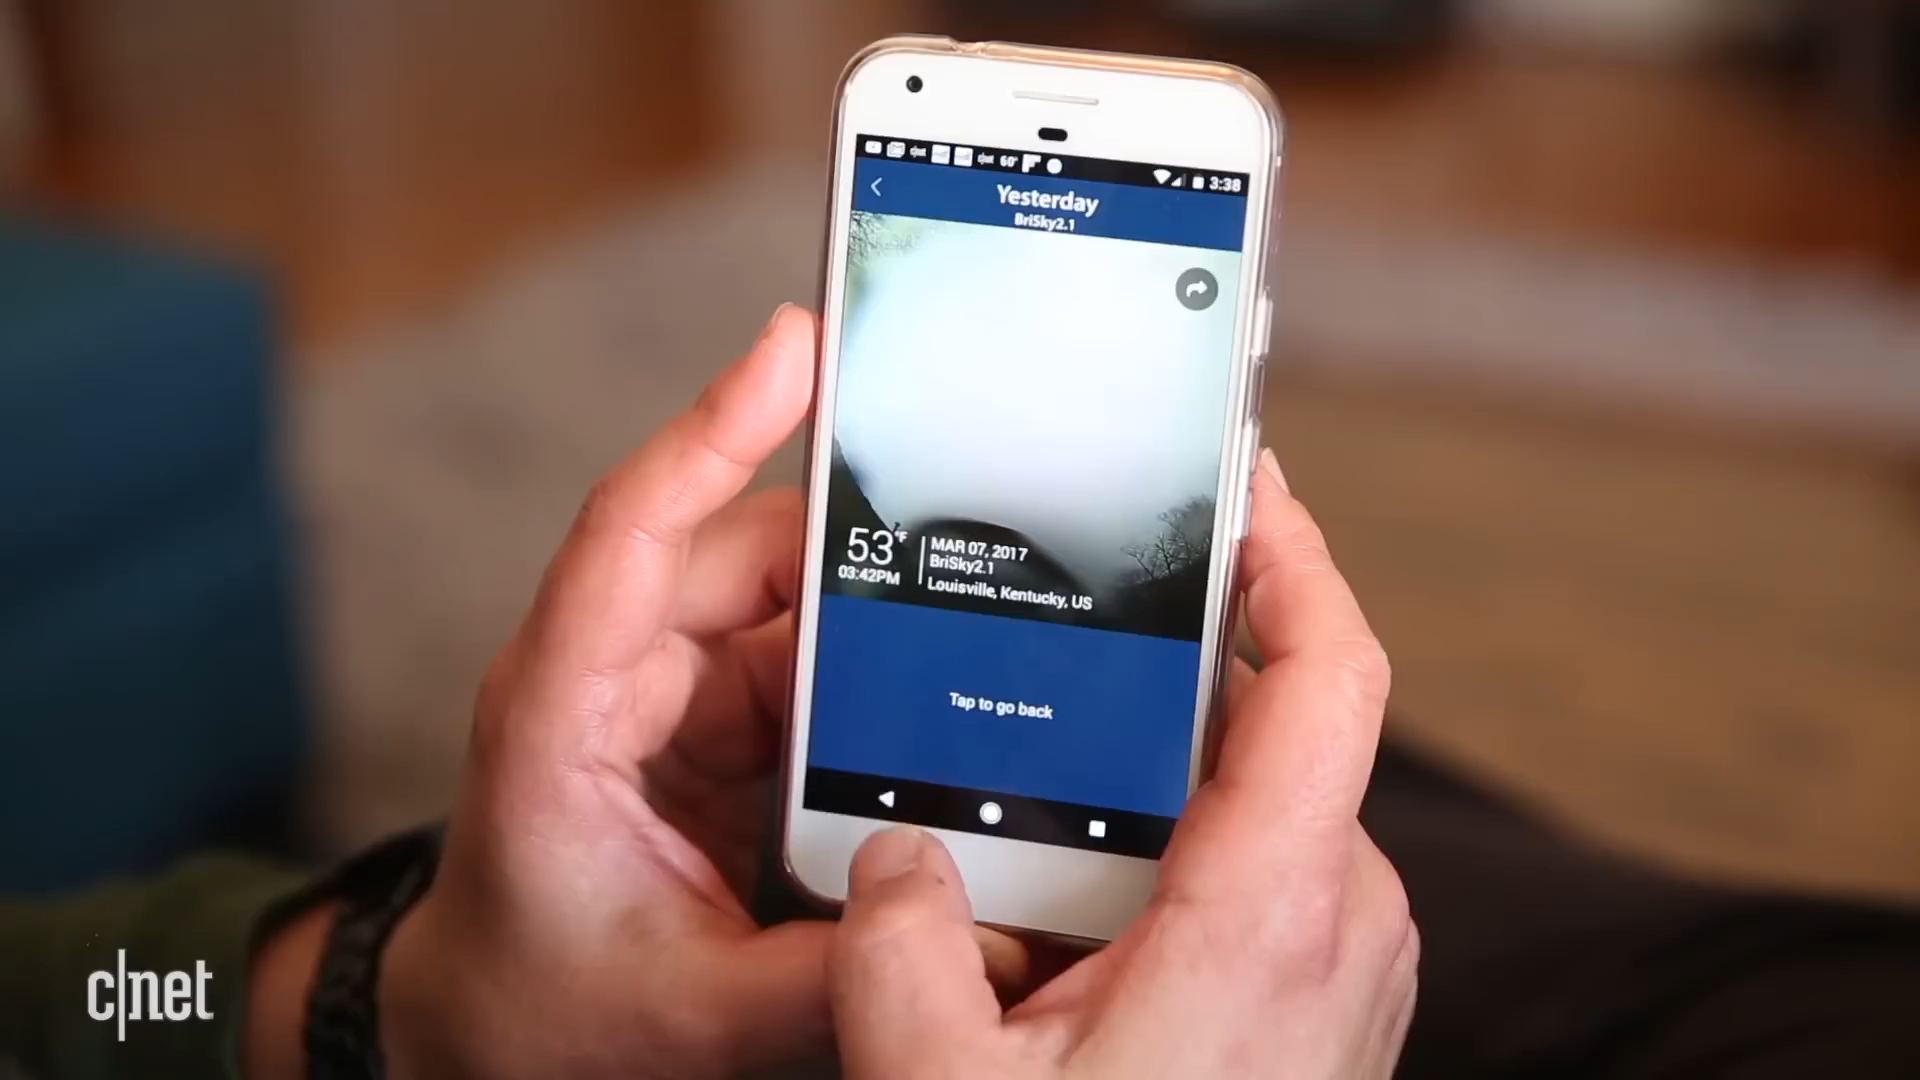 60°
3:38
Yesterday
BriSky2.1
53°F
03:42PM
MAR 07, 2017
BriSky2.1
Louisville, Kentucky, US
Tap to go back
c|net